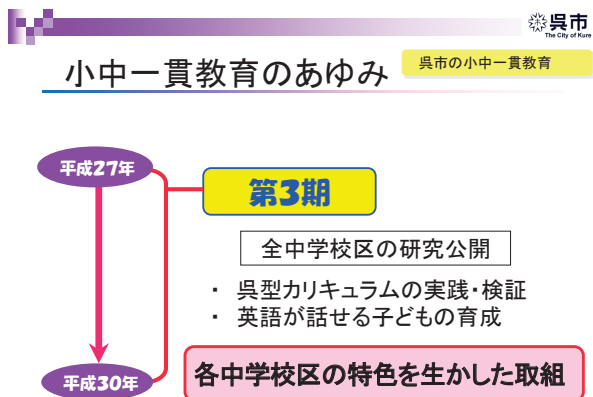 呉市
The City of Kure
小中一貫教育のあゆみ
呉市の小中一貫教育
平成27年
第3期
全中学校区の研究公開
・ 呉型カリキュラムの実践・検証
・ 英語が話せる子どもの育成
各中学校区の特色を生かした取組
平成30年